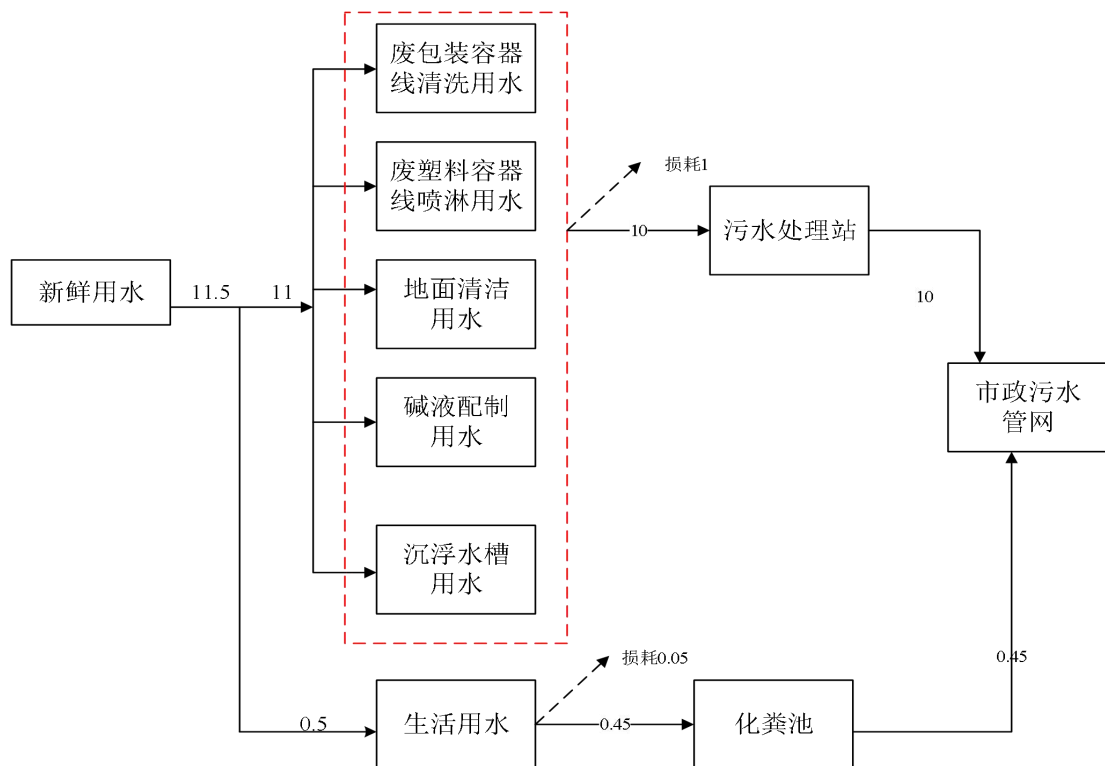 废包装容器
线清洗用水
废塑料容器
线喷淋用水
损耗1
10
污水处理站
新鲜用水
11.5
11
地面清洁
用水
10
市政污水
管网
碱液配制
用水
沉浮水槽
用水
损耗0.05
0.45
0.5
生活用水
0.45
化粪池